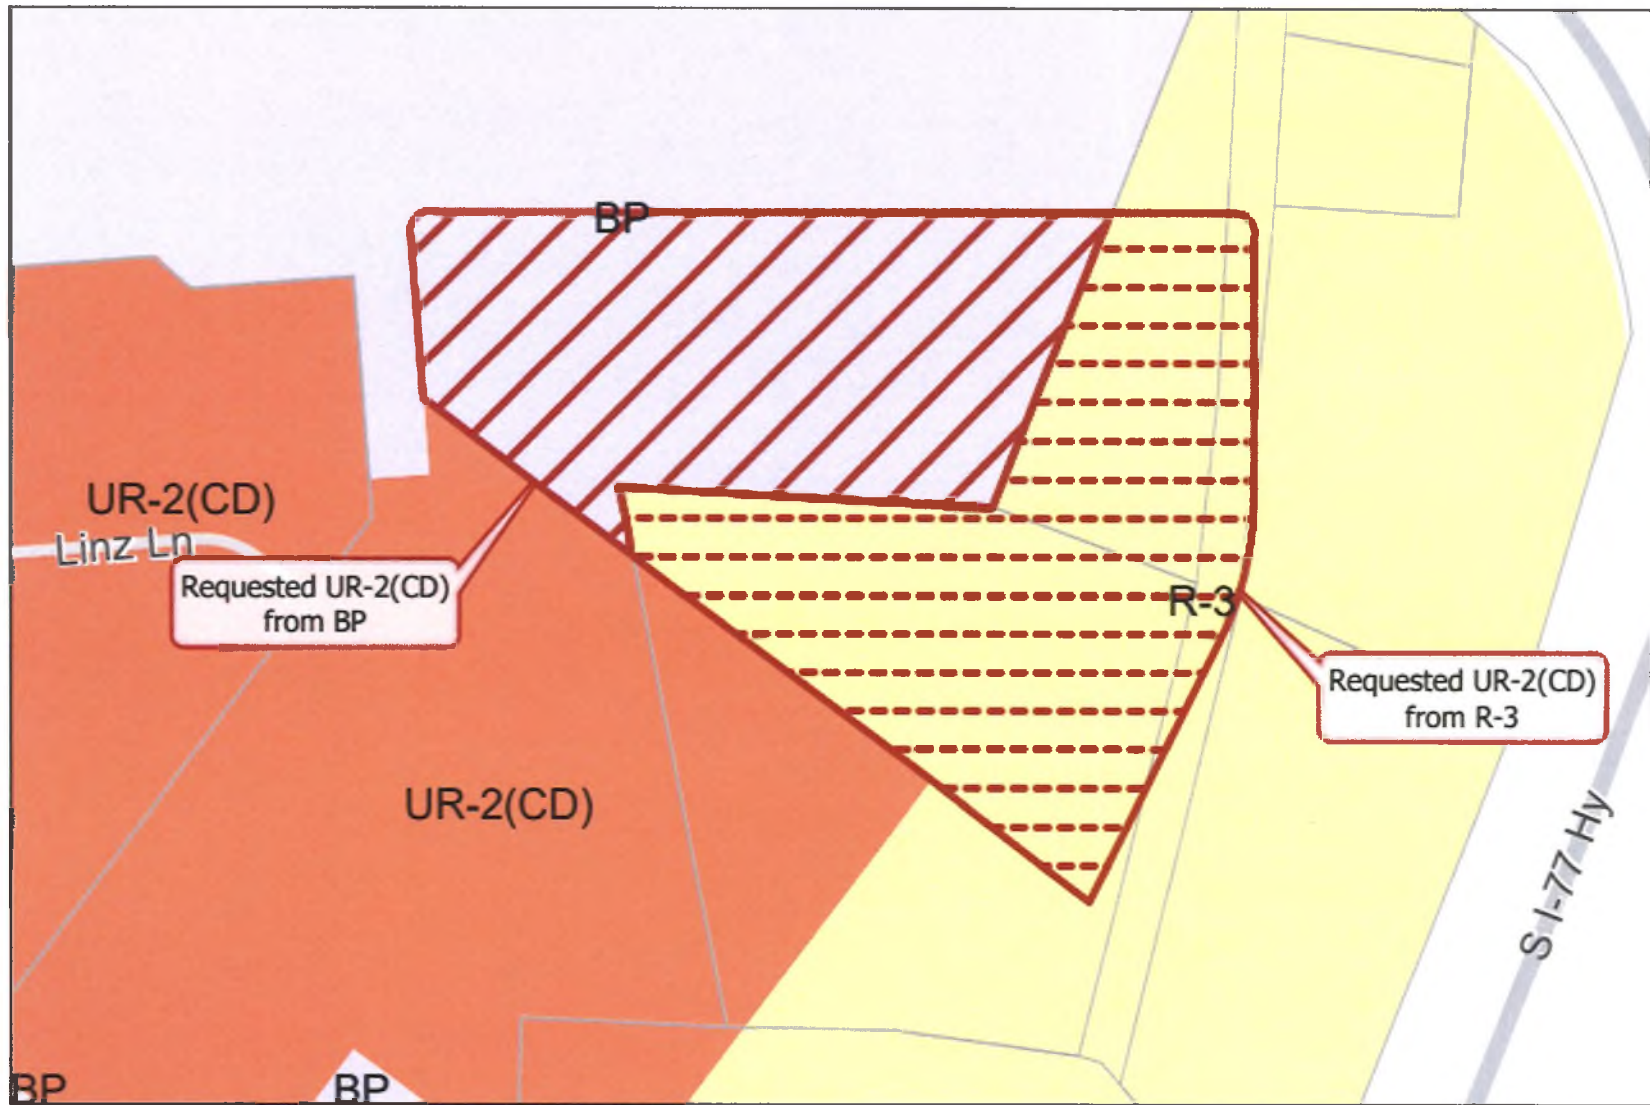 BP
UR-2(CD)
Linz Ln
Requested UR-2(CD)
from BP
R-3
Requested UR-2(CD)
from R-3
UR-2(CD)
S I-77 Hy
BP
BP